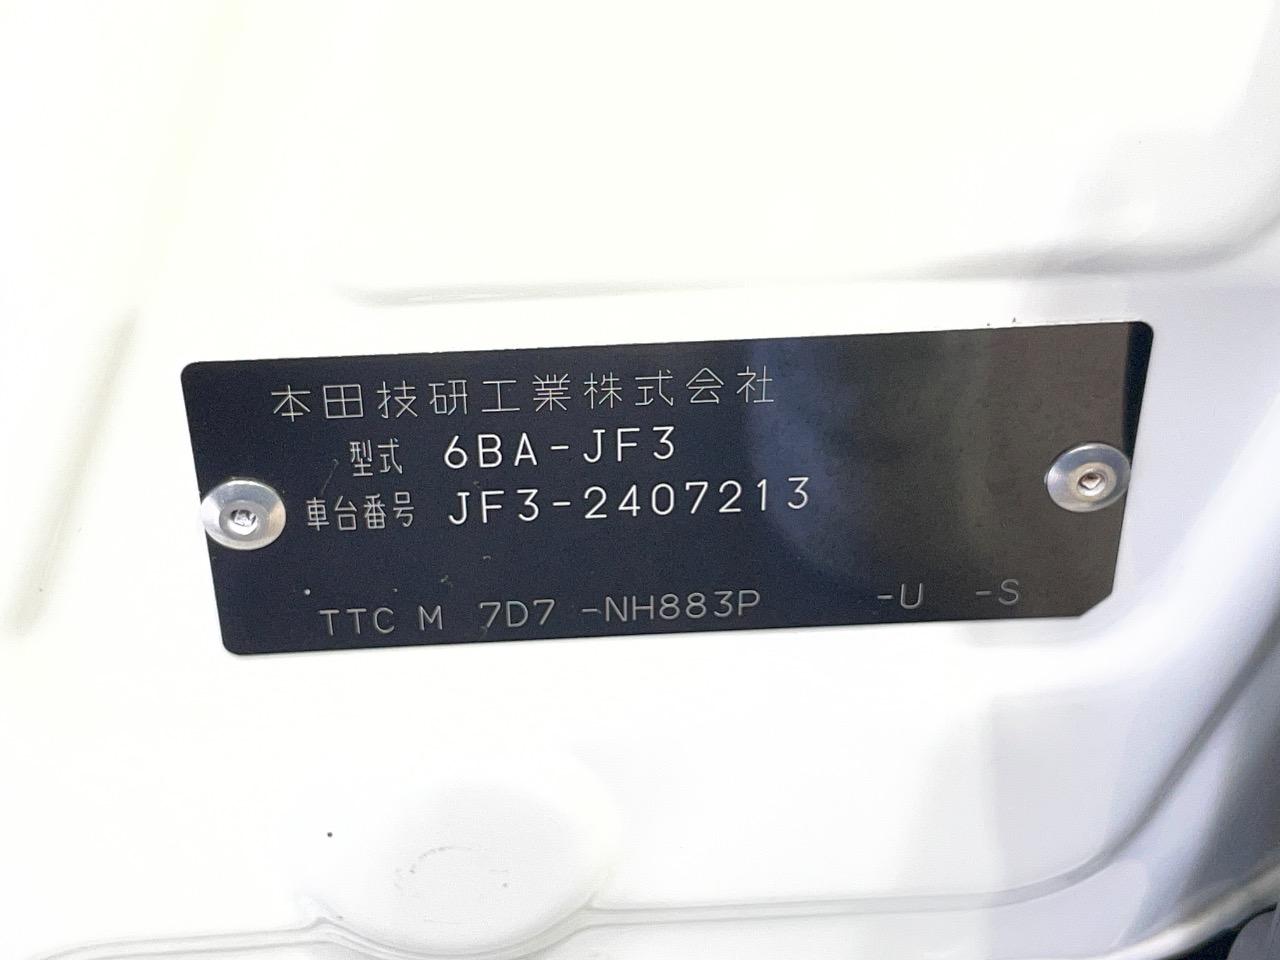 本田技研工業株式会社
型式 6BA-JF3
車台番号 JF3-2407213
TTC M 7D7 -NH883P -U -S